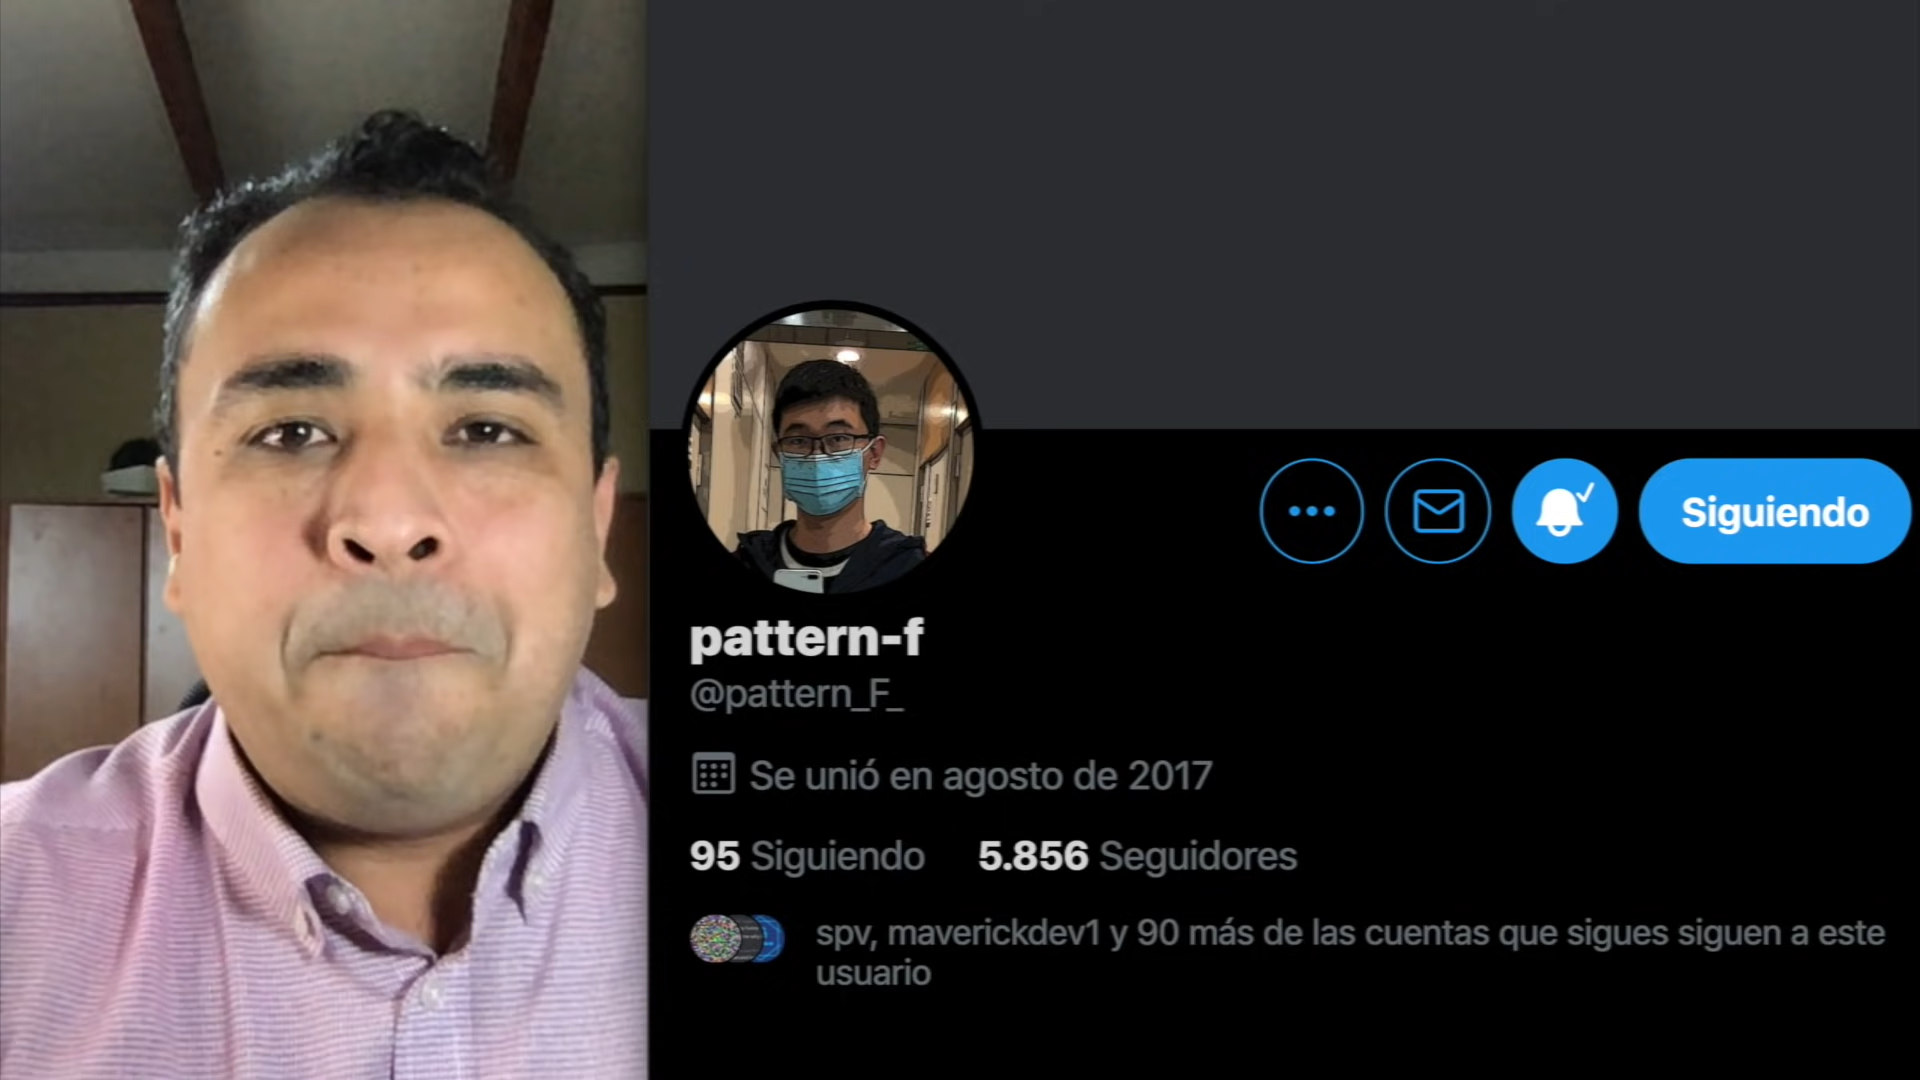 Siguiendo
pattern-f
@pattern_F_
Se unió en agosto de 2017
95 Siguiendo 5.856 Seguidores
spv, maverickdev1 y 90 más de las cuentas que sigues siguen a este
usuario